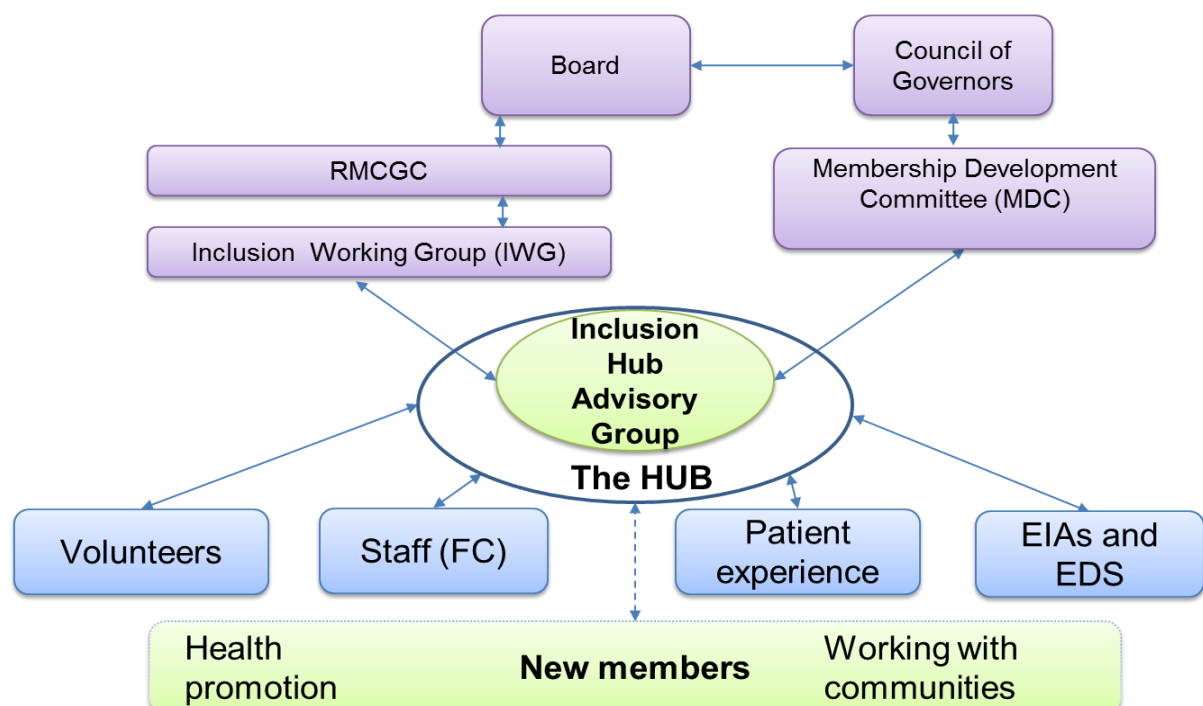 Board
Council of
Governors
RMCGC
Membership Development
Committee (MDC)
Inclusion  Working Group (IWG)
Inclusion
Hub
Advisory
Group
The HUB
Volunteers
Staff (FC)
Patient
experience
EIAs and
EDS
Health
promotion
New members
Working with
communities